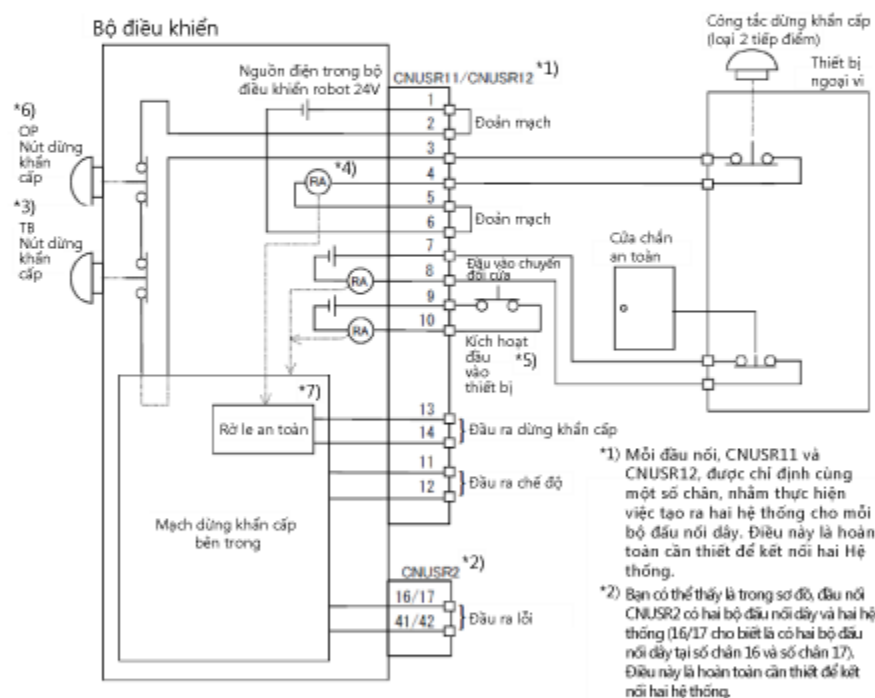 Bộ điều khiển
Công tắc dừng khẩn cấp
(loại 2 tiếp điểm)
Thiết bị
ngoại vi
Nguồn điện trong bộ
điều khiển robot 24V
CNUSR11/CNUSR12 *1)
*6)
OP
Nút dừng
khẩn
cấp
*3)
TB
Nút dừng
khẩn
cấp
1
2
3
4
5
6
7
8
9
10
Đoản mạch
*4)
RA
Đoản mạch
Cửa chắn
an toàn
Đầu vào chuyển
đổi cửa
RA
RA
Kích hoạt
đầu *5)
vào
thiết bị
*7)
Rờ le an toàn
13
14
Đầu ra dừng khẩn cấp
11
12
Đầu ra chế độ
Mạch dừng khẩn cấp
bên trong
CNUSR2 *2)
16/17
41/42
Đầu ra lỗi
*1) Mỗi đầu nối, CNUSR11 và
CNUSR12, được chỉ định cùng
một số chân, nhằm thực hiện
việc tạo ra hai hệ thống cho mỗi
bộ đấu nối dây. Điều này là hoàn
toàn cần thiết để kết nối hai Hệ
thống.
*2) Bạn có thể thấy là trong sơ đồ, đầu nối
CNUSR2 có hai bộ đấu nối dây và hai hệ
thống (16/17 cho biết là có hai bộ đấu
nối dây tại số chân 16 và số chân 17).
Điều này là hoàn toàn cần thiết để kết
nối hai hệ thống.